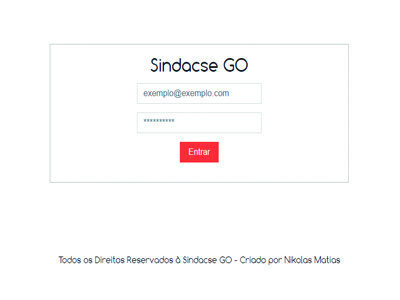 Sindacse GO
exemplo@exemplo.com
**********
Entrar
Todos os Direitos Reservados à Sindacse GO - Criado por Nikolas Matias